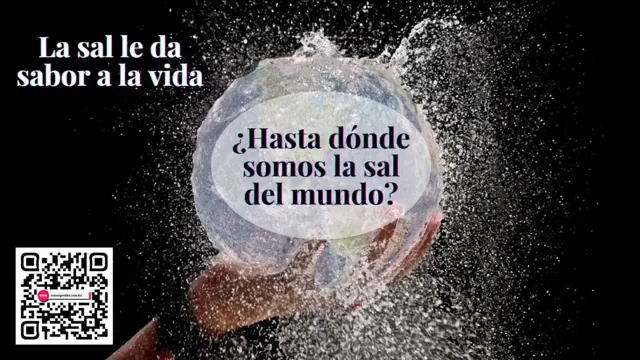 La sal le da
sabor a la vida
¿Hasta dónde
somos la sal
del mundo?